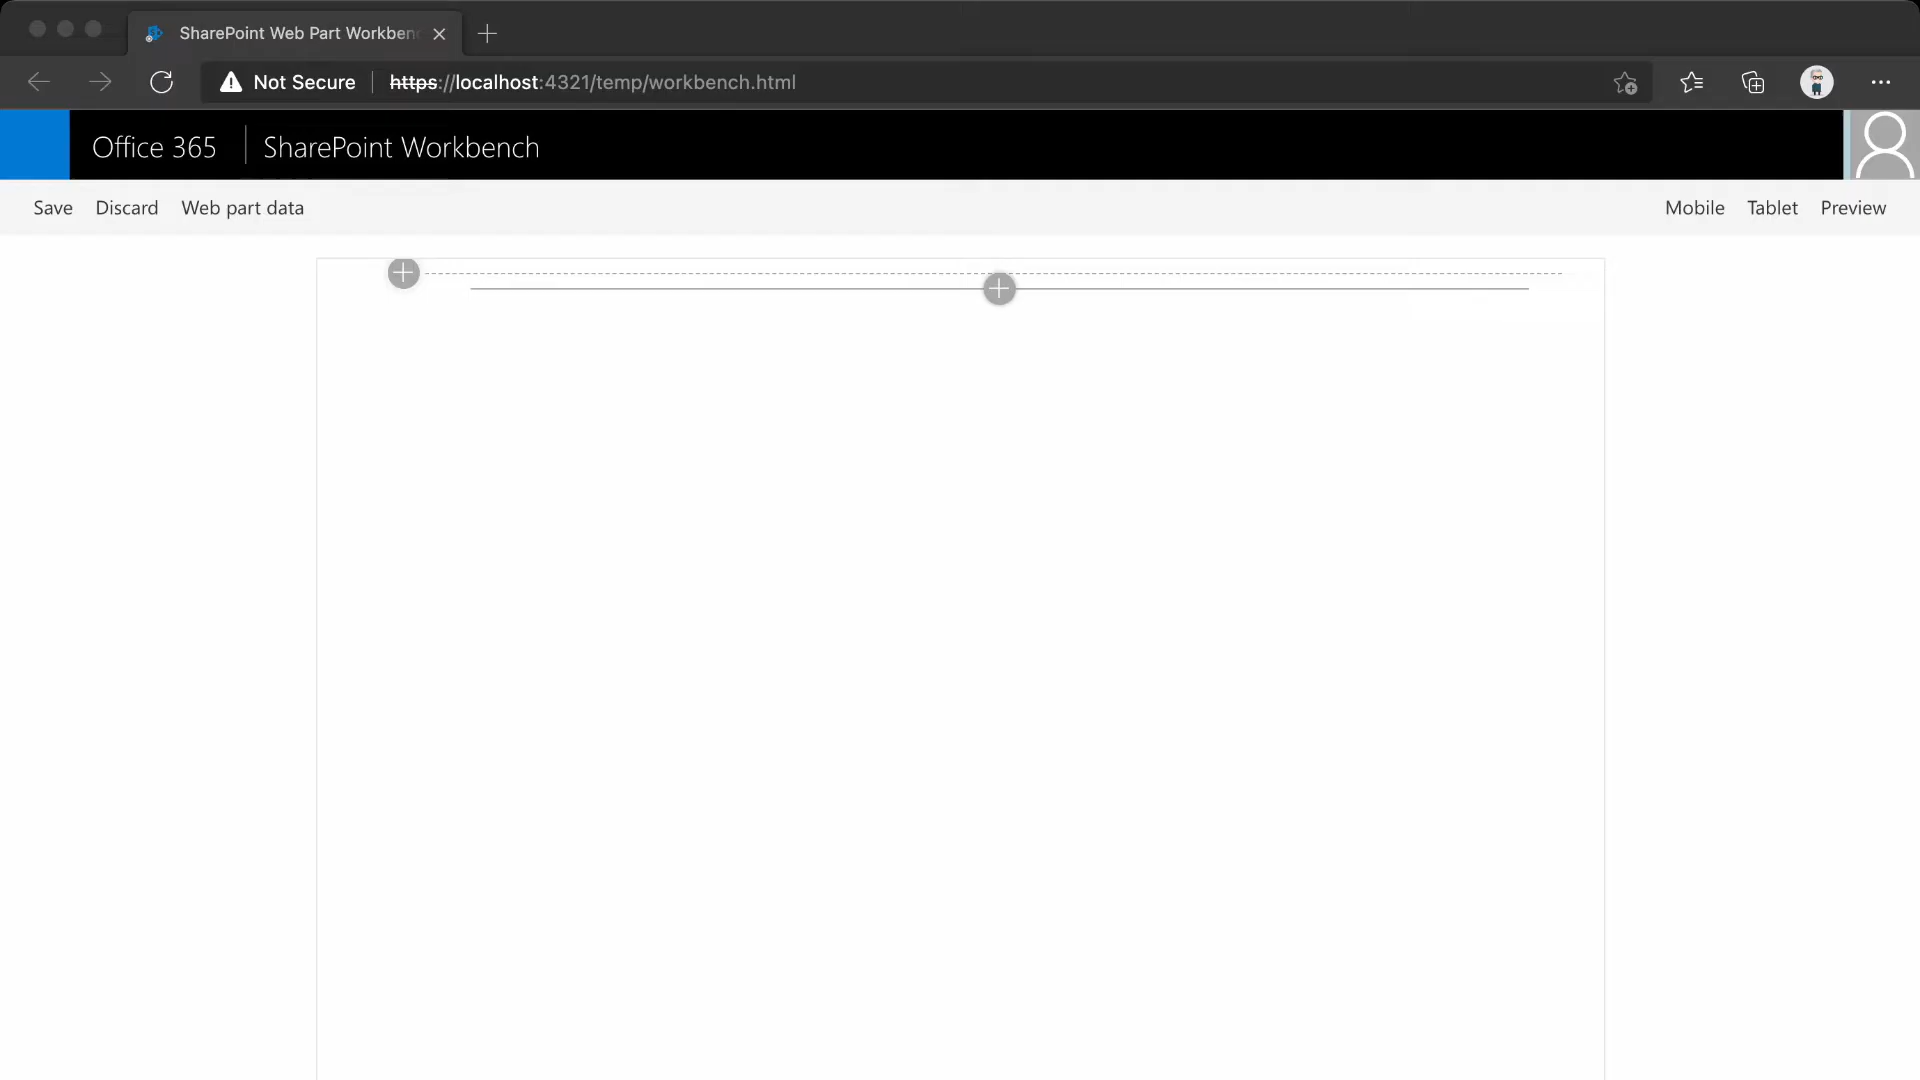 SharePoint Web Part Workben
Not Secure
https://localhost:4321/temp/workbench.html
Office 365
SharePoint Workbench
Save Discard Web part data
Mobile Tablet Preview